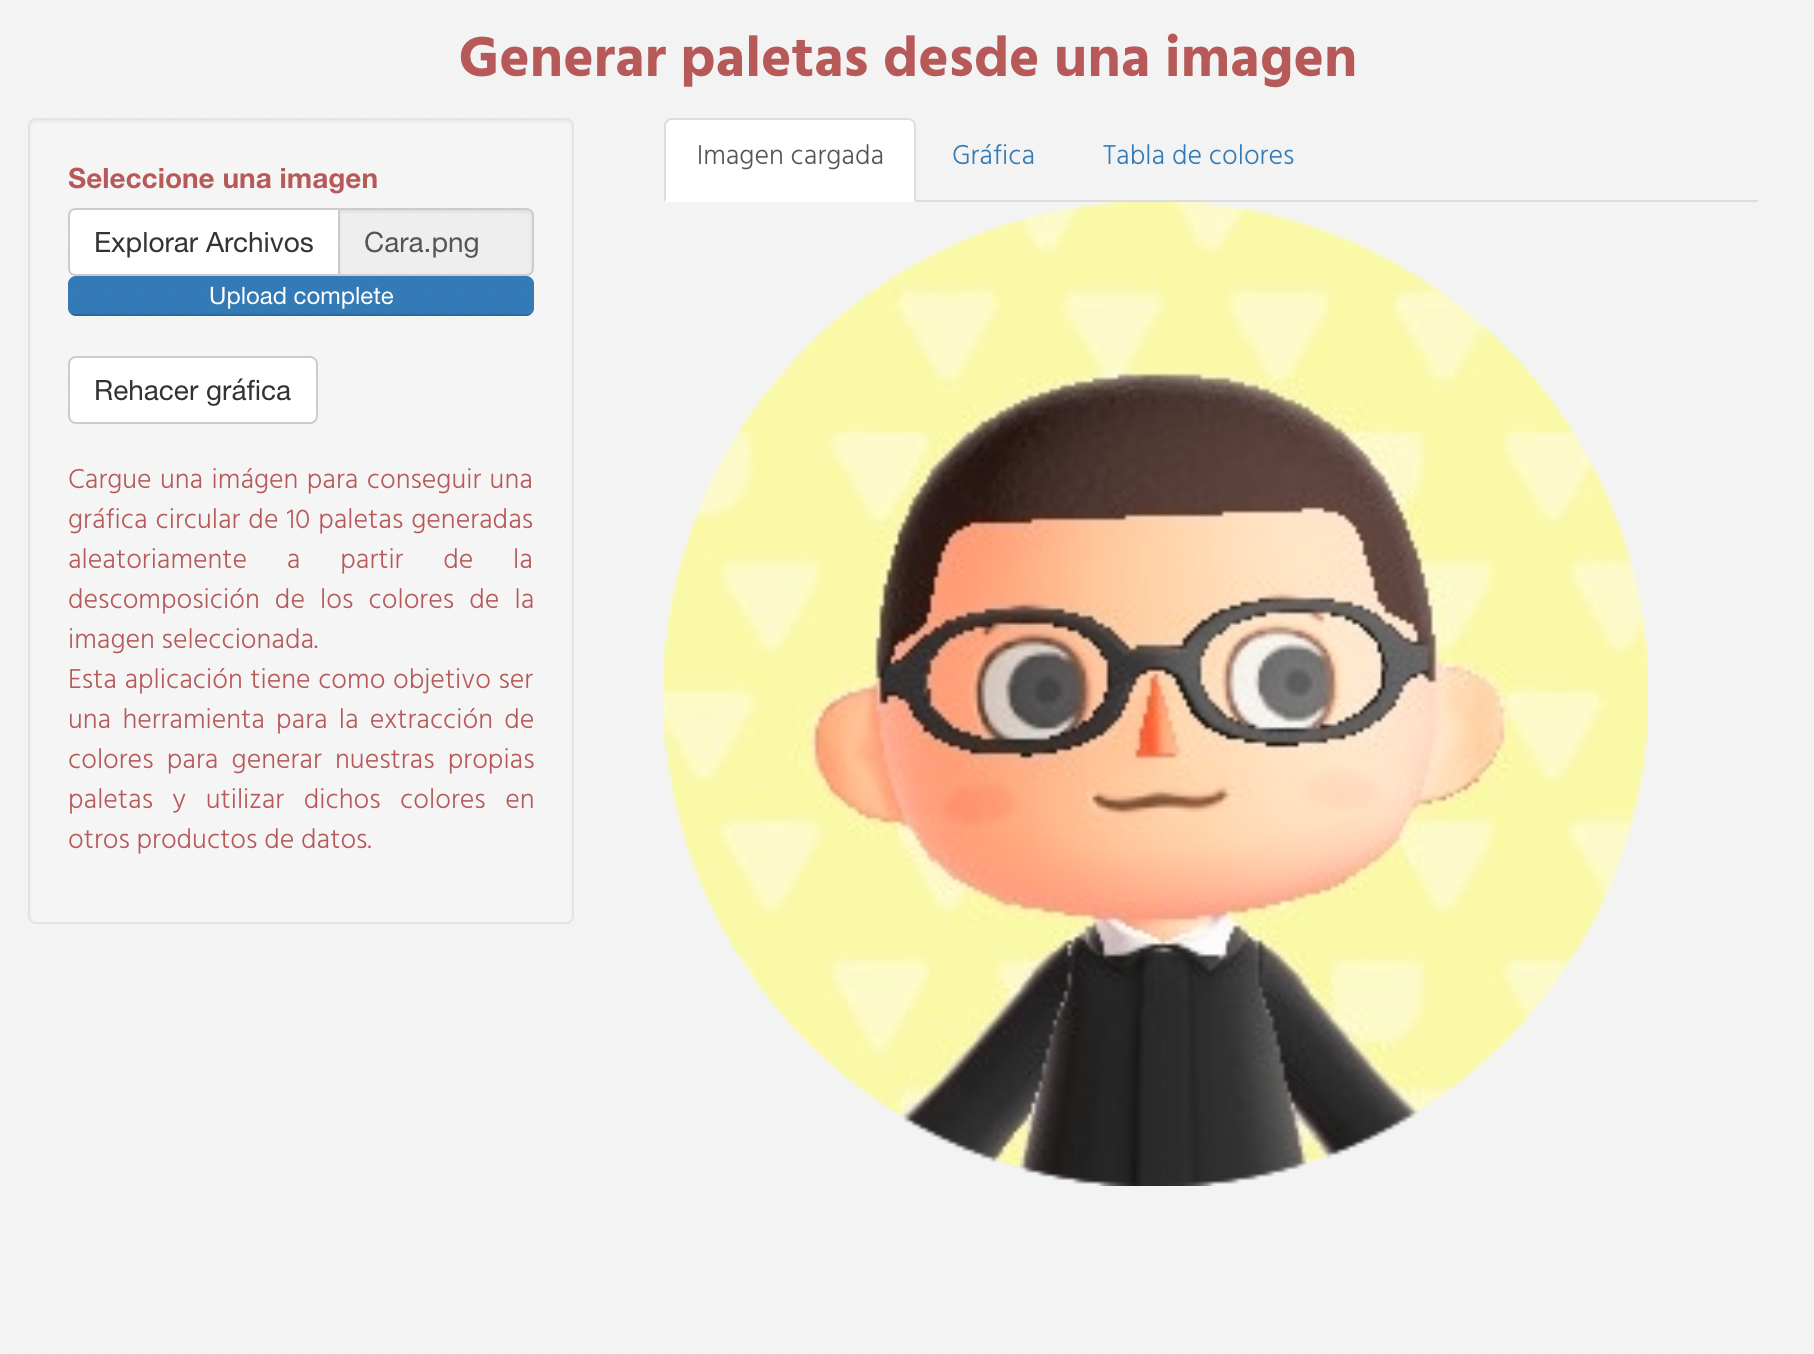 Generar paletas desde una imagen
Seleccione una imagen
Explorar Archivos Cara.png
Upload complete
Rehacer gráfica
Cargue una imágen para conseguir una
gráfica circular de 10 paletas generadas
aleatoriamente a partir de la
descomposición de los colores de la
imagen seleccionada.
Esta aplicación tiene como objetivo ser
una herramienta para la extracción de
colores para generar nuestras propias
paletas y utilizar dichos colores en
otros productos de datos.
Imagen cargada Gráfica Tabla de colores